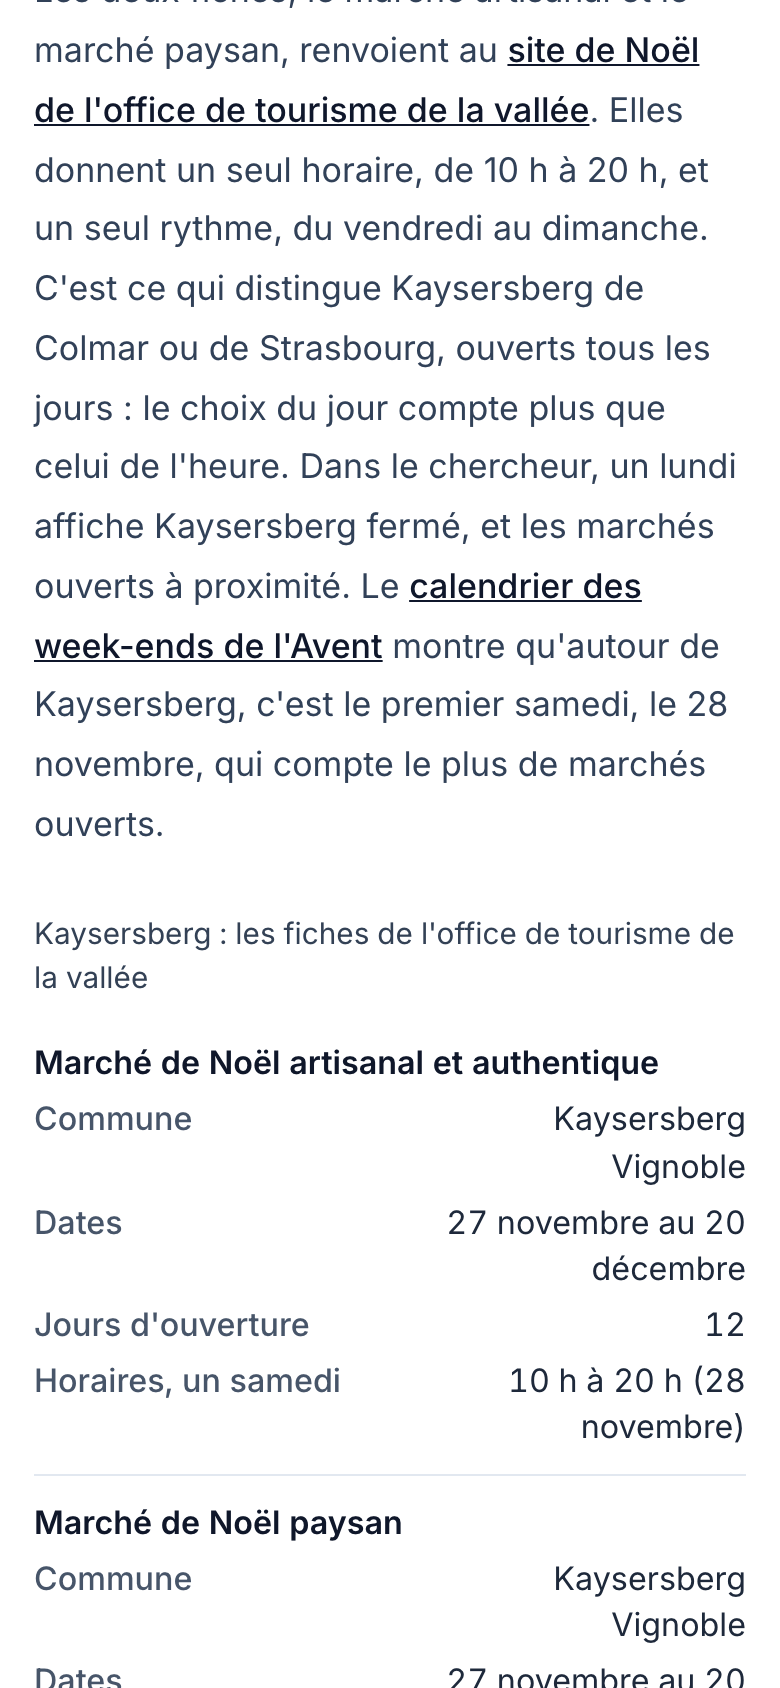 marché paysan, renvoient au site de Noël
de l'office de tourisme de la vallée. Elles
donnent un seul horaire, de 10 h à 20 h, et
un seul rythme, du vendredi au dimanche.
C'est ce qui distingue Kaysersberg de
Colmar ou de Strasbourg, ouverts tous les
jours : le choix du jour compte plus que
celui de l'heure. Dans le chercheur, un lundi
affiche Kaysersberg fermé, et les marchés
ouverts à proximité. Le calendrier des
week-ends de l'Avent montre qu'autour de
Kaysersberg, c'est le premier samedi, le 28
novembre, qui compte le plus de marchés
ouverts.
Kaysersberg : les fiches de l'office de tourisme de
la vallée
Marché de Noël artisanal et authentique
Commune Kaysersberg
Vignoble
Dates 27 novembre au 20
décembre
Jours d'ouverture 12
Horaires, un samedi 10 h à 20 h (28
novembre)
Marché de Noël paysan
Commune Kaysersberg
Vignoble
Dates 27 novembre au 20